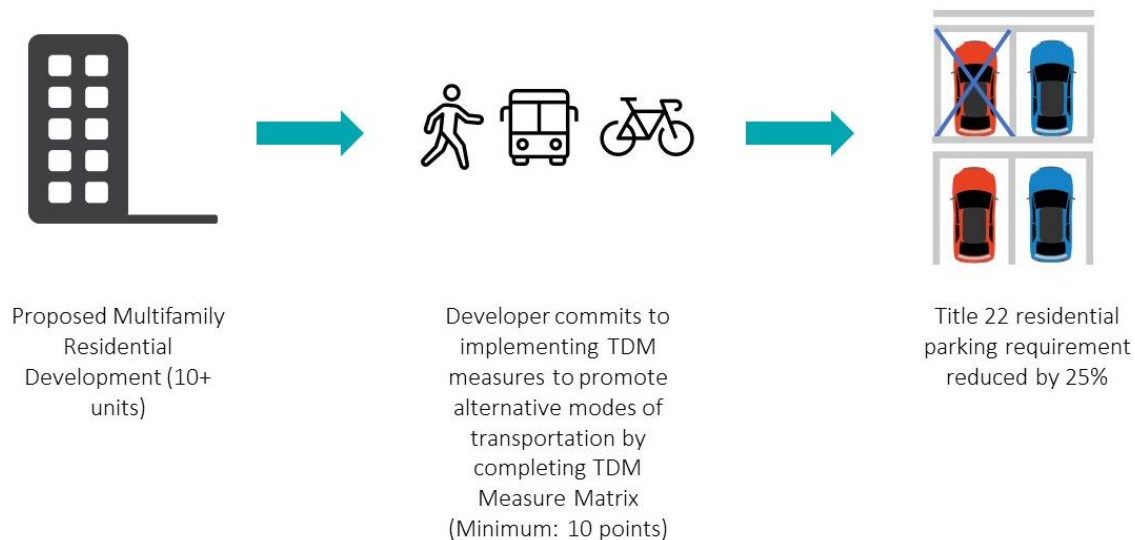 Proposed Multifamily
Residential
Development (10+
units)
Developer commits to
implementing TDM
measures to promote
alternative modes of
transportation by
completing TDM
Measure Matrix
(Minimum: 10 points)
Title 22 residential
parking requirement
reduced by 25%